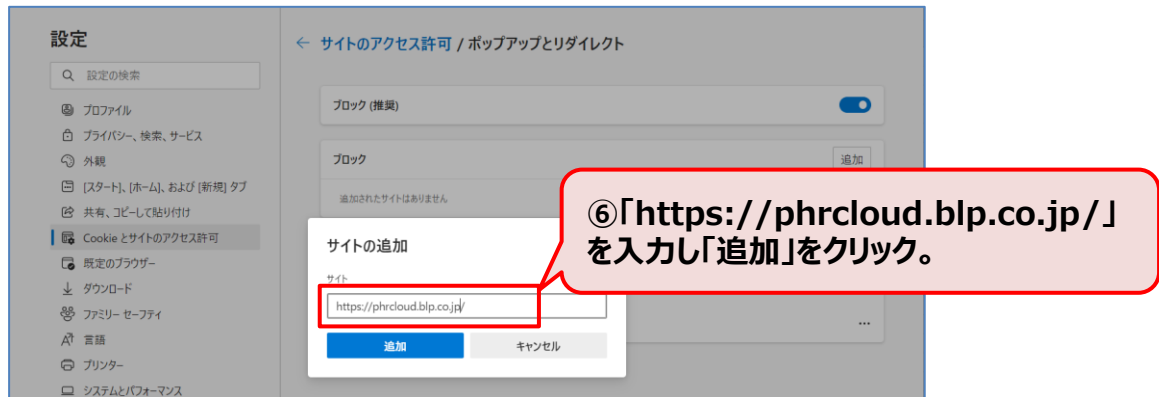 設定
設定の検索
プロファイル
プライバシー、検索、サービス
外観
[スタート]、[ホーム]、および [新規] タブ
共有、コピーして貼り付け
Cookie とサイトのアクセス許可
既定のブラウザー
ダウンロード
ファミリー セーフティ
言語
プリンター
システムとパフォーマンス
← サイトのアクセス許可 / ポップアップとリダイレクト
ブロック (推奨)
ブロック
追加
追加されたサイトはありません
サイトの追加
サイト
https://phrcloud.blp.co.jp/
追加
キャンセル
...
⑥「https://phrcloud.blp.co.jp/」
を入力し「追加」をクリック。